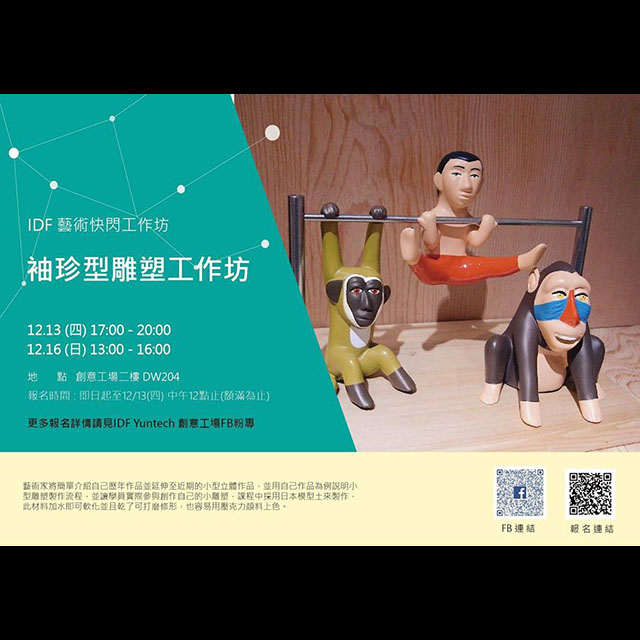 IDF 藝術快閃工作坊
袖珍型雕塑工作坊
12.13 (四) 17:00 - 20:00
12.16 (日) 13:00 - 16:00
地 點 創意工場二樓 DW204
報名時間 : 即日起至12/13(四) 中午12點止(額滿為止)
更多報名詳情請見IDF Yuntech 創意工場FB粉專
藝術家將簡單介紹自己歷年作品並延伸至近期的小型立體作品，並用自己作品為例說明小
型雕塑製作流程，並讓學員實際參與創作自己的小雕塑，課程中採用日本模型土來製作，
此材料加水即可軟化並且乾了可打磨修形，也容易用壓克力顏料上色。
FB 連結
報名連結